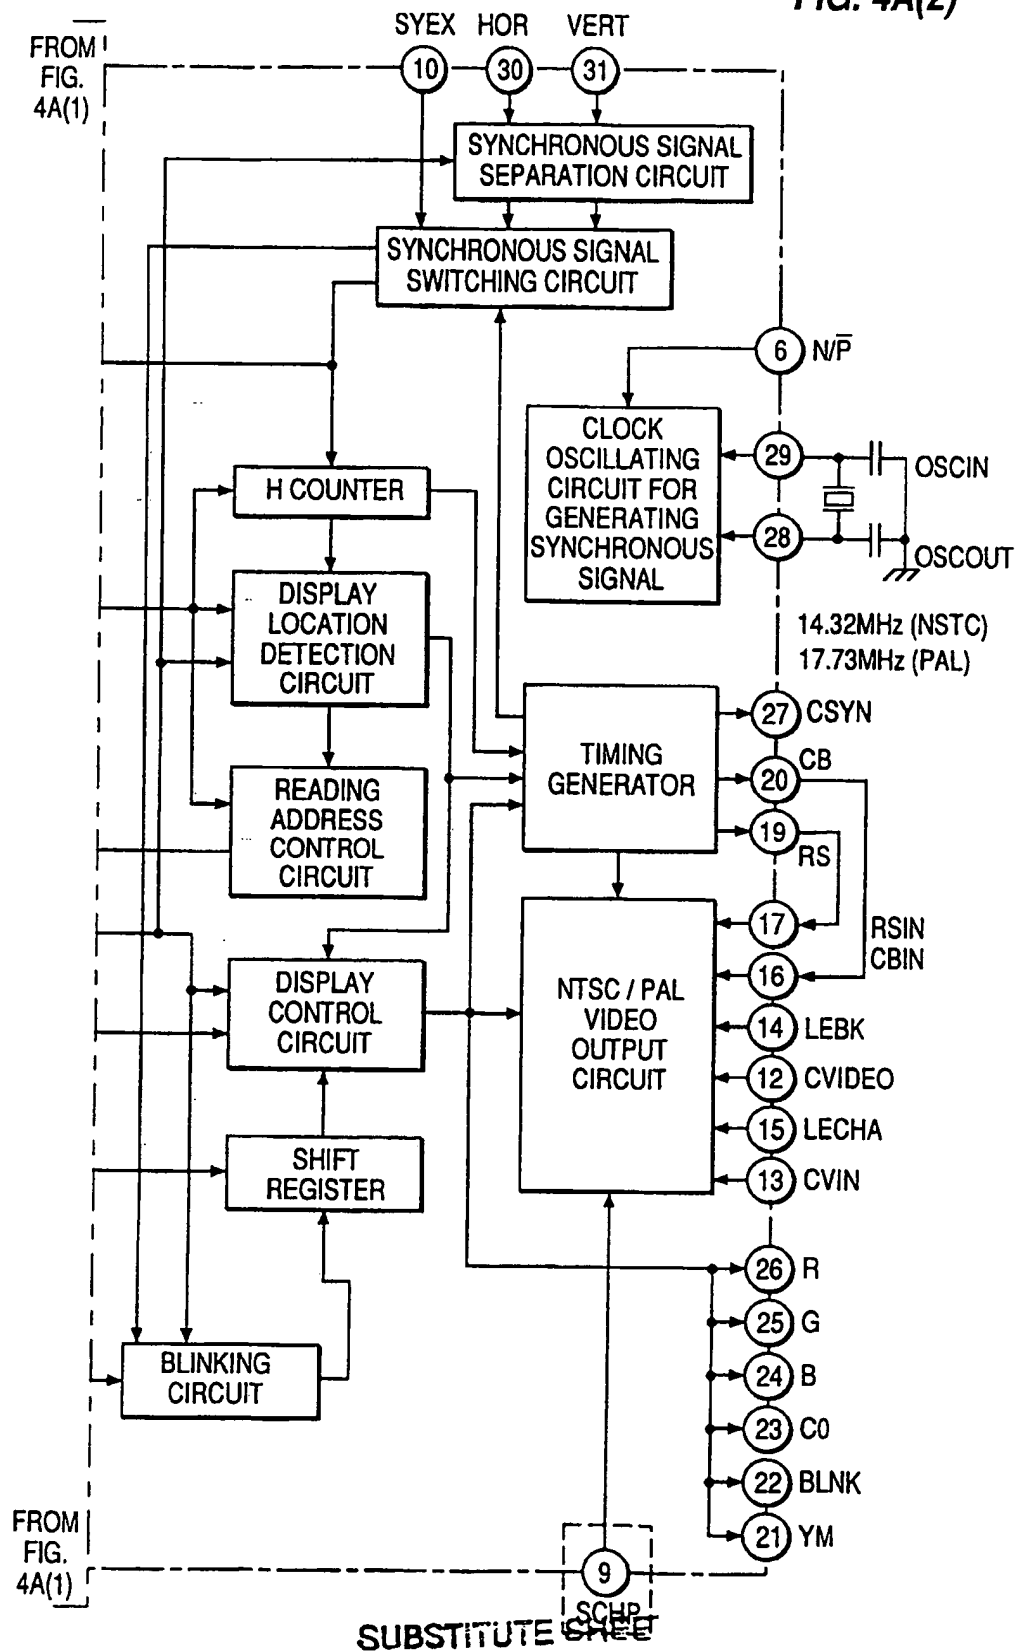 FIG. 4A(2)
FROM
FIG.
4A(1)
SYEX HOR VERT
10 30 31
SYNCHRONOUS SIGNAL
SEPARATION CIRCUIT
SYNCHRONOUS SIGNAL
SWITCHING CIRCUIT
6 N/P̅
CLOCK
OSCILLATING
CIRCUIT FOR
GENERATING
SYNCHRONOUS
SIGNAL
29 OSCIN
28 OSCOUT
14.32MHz (NSTC)
17.73MHz (PAL)
H COUNTER
DISPLAY
LOCATION
DETECTION
CIRCUIT
READING
ADDRESS
CONTROL
CIRCUIT
TIMING
GENERATOR
27 CSYN
20 CB
19 RS
17 RSIN
16 CBIN
14 LEBK
12 CVIDEO
15 LECHA
13 CVIN
NTSC / PAL
VIDEO
OUTPUT
CIRCUIT
DISPLAY
CONTROL
CIRCUIT
SHIFT
REGISTER
BLINKING
CIRCUIT
26 R
25 G
24 B
23 C0
22 BLNK
21 YM
FROM
FIG.
4A(1)
9
SCHP
SUBSTITUTE SHEET